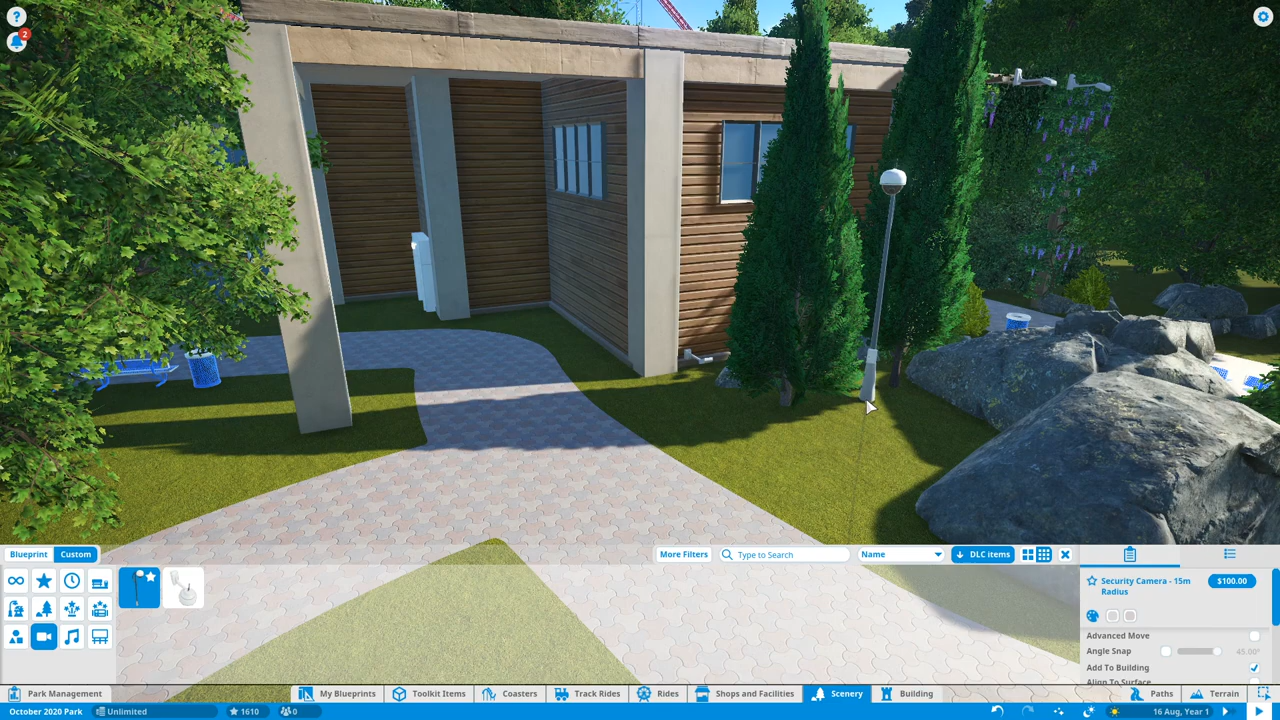 ?
2
Blueprint
Custom
More Filters
Type to Search
Name
DLC items
Security Camera - 15m
Radius
$100.00
Advanced Move
Angle Snap
45.00°
Add To Building
Align To Surface
Park Management
My Blueprints
Toolkit Items
Coasters
Track Rides
Rides
Shops and Facilities
Scenery
Building
Paths
Terrain
October 2020 Park
Unlimited
1610
0
16 Aug, Year 1